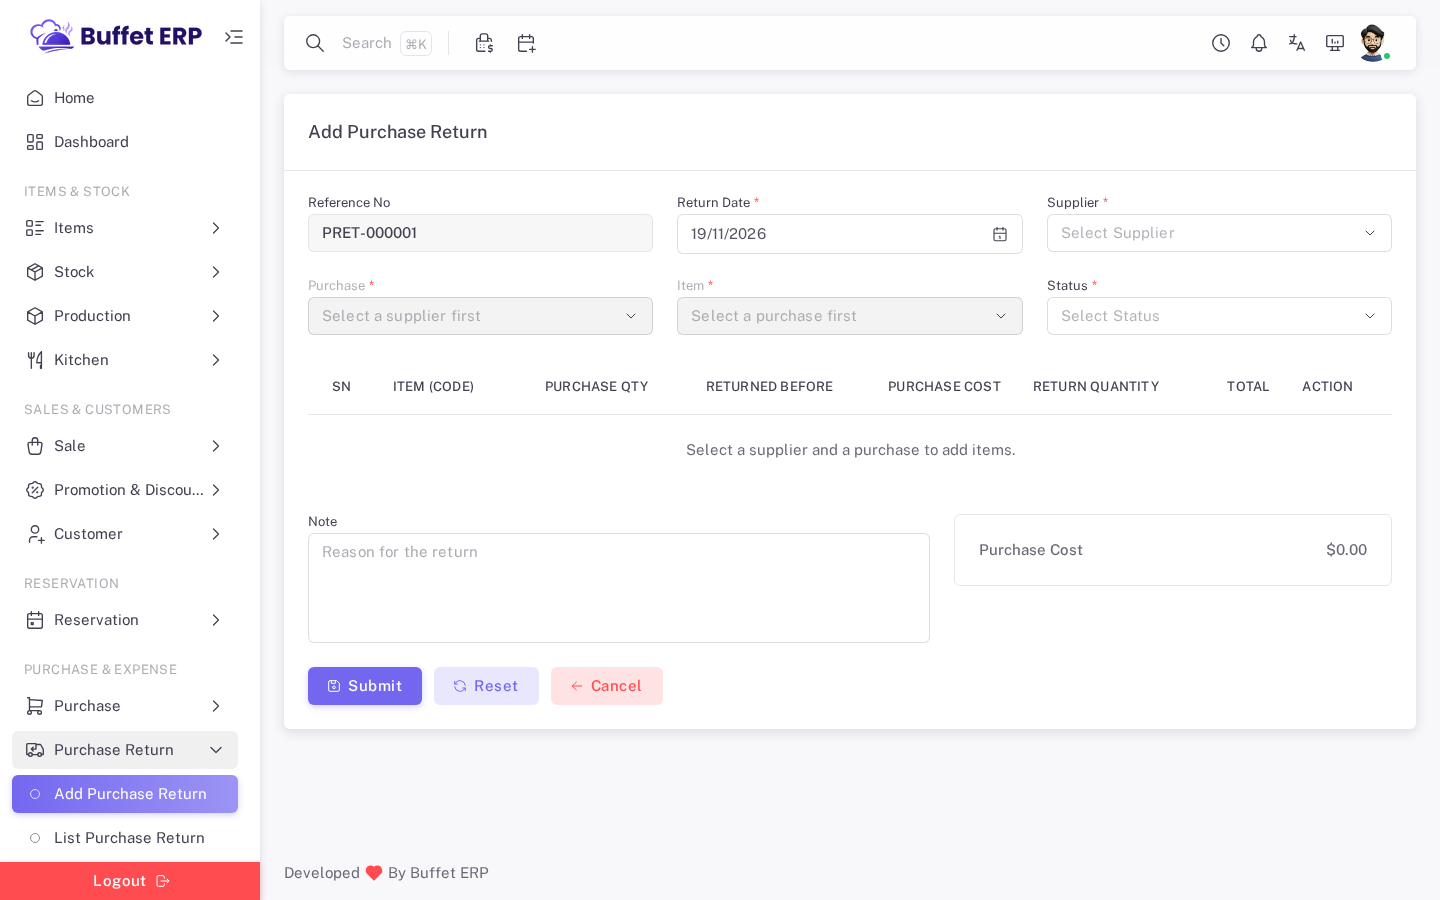 Buffet ERP
Search ⌘K
Home
Dashboard
ITEMS & STOCK
Items
Stock
Production
Kitchen
SALES & CUSTOMERS
Sale
Promotion & Discou...
Customer
RESERVATION
Reservation
PURCHASE & EXPENSE
Purchase
Purchase Return
Add Purchase Return
List Purchase Return
Logout
Add Purchase Return
Reference No
PRET-000001
Return Date *
19/11/2026
Supplier *
Select Supplier
Purchase *
Select a supplier first
Item *
Select a purchase first
Status *
Select Status
SN ITEM (CODE) PURCHASE QTY RETURNED BEFORE PURCHASE COST RETURN QUANTITY TOTAL ACTION
Select a supplier and a purchase to add items.
Note
Reason for the return
Purchase Cost $0.00
Submit Reset Cancel
Developed By Buffet ERP